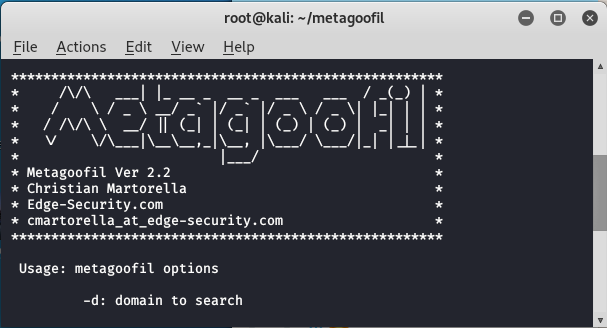 root@kali: ~/metagoofil
File Actions Edit View Help
******************************************************
* Metagoofil *
* Metagoofil Ver 2.2 *
* Christian Martorella *
* Edge-Security.com *
* cmartorella_at_edge-security.com *
******************************************************
Usage: metagoofil options
-d: domain to search